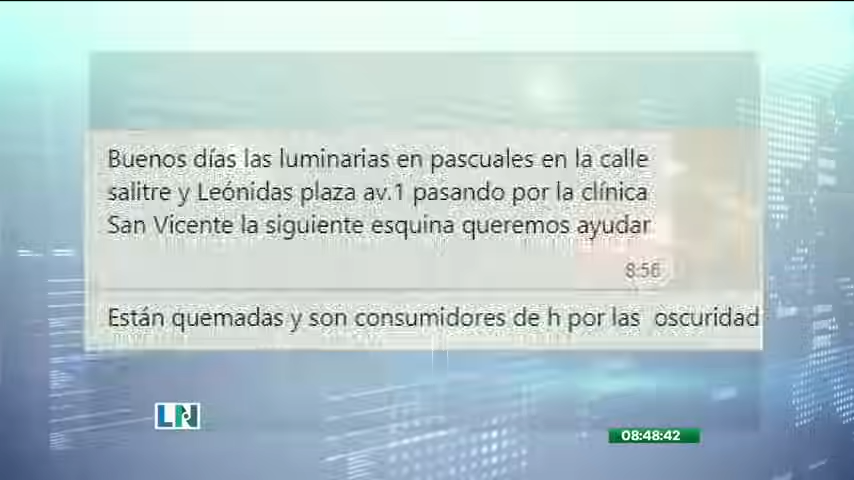 Buenos días las luminarias en pascuales en la calle
salitre y Leónidas plaza av.1 pasando por la clínica
San Vicente la siguiente esquina queremos ayudar
8:56
Están quemadas y son consumidores de h por las oscuridad
LN
08:48:42